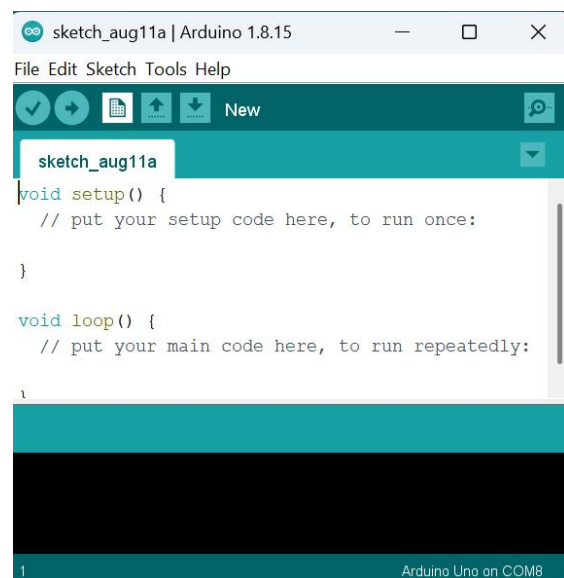 sketch_aug11a | Arduino 1.8.15
File Edit Sketch Tools Help
New
sketch_aug11a
void setup() {
  // put your setup code here, to run once:
}
void loop() {
  // put your main code here, to run repeatedly:
}
1 Arduino Uno on COM8